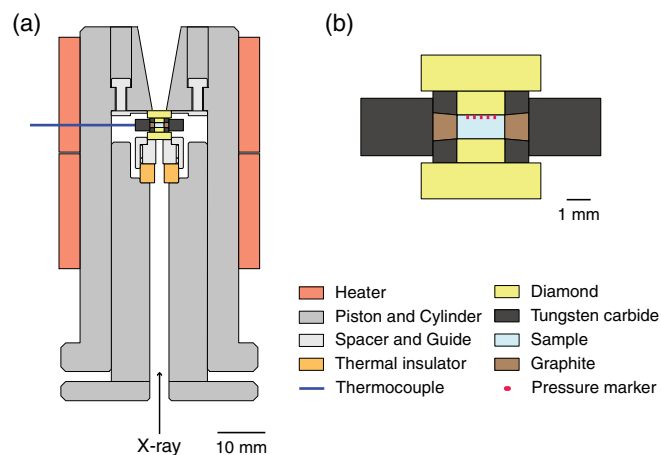 (a)
(b)
1 mm
Heater
Piston and Cylinder
Spacer and Guide
Thermal insulator
Thermocouple
Diamond
Tungsten carbide
Sample
Graphite
Pressure marker
X-ray
10 mm